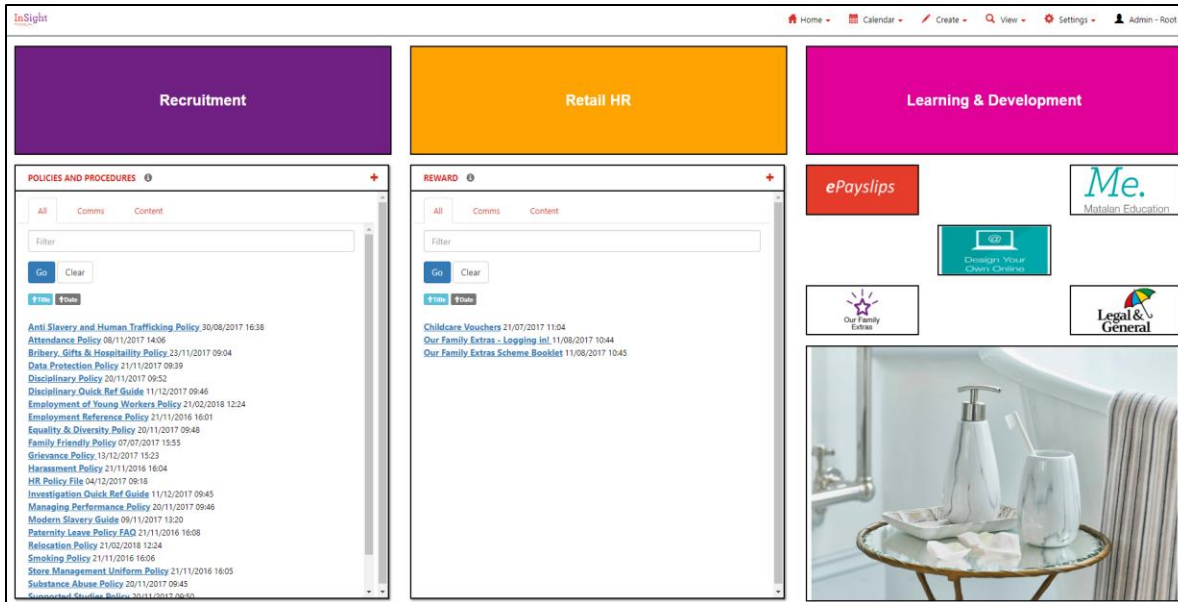 InSight
Home
Calendar
Create
View
Settings
Admin - Root
Recruitment
Retail HR
Learning & Development
POLICIES AND PROCEDURES
All Comms Content
Filter
Go Clear
Title Date
Anti Slavery and Human Trafficking Policy 30/08/2017 16:38
Attendance Policy 08/11/2017 14:06
Bribery, Gifts & Hospitaility Policy 23/11/2017 09:04
Data Protection Policy 21/11/2017 09:39
Disciplinary Policy 20/11/2017 09:52
Disciplinary Quick Ref Guide 11/12/2017 09:46
Employment of Young Workers Policy 21/02/2018 12:24
Employment Reference Policy 21/11/2016 16:01
Equality & Diversity Policy 20/11/2017 09:48
Family Friendly Policy 07/07/2017 15:55
Grievance Policy 13/12/2017 15:23
Harassment Policy 21/11/2016 16:04
HR Policy File 04/12/2017 09:18
Investigation Quick Ref Guide 11/12/2017 09:45
Managing Performance Policy 20/11/2017 09:46
Modern Slavery Guide 09/11/2017 13:20
Paternity Leave Policy FAQ 21/11/2016 16:08
Relocation Policy 21/02/2018 12:24
Smoking Policy 21/11/2016 16:06
Store Management Uniform Policy 21/11/2016 16:05
Substance Abuse Policy 20/11/2017 09:45
Supported Studies Policy 20/11/2017 09:50
REWARD
All Comms Content
Filter
Go Clear
Title Date
Childcare Vouchers 21/07/2017 11:04
Our Family Extras - Logging in! 11/08/2017 10:44
Our Family Extras Scheme Booklet 11/08/2017 10:45
ePayslips
Me.
Matalan Education
@
Design Your
Own Online
Our Family
Extras
Legal &
General